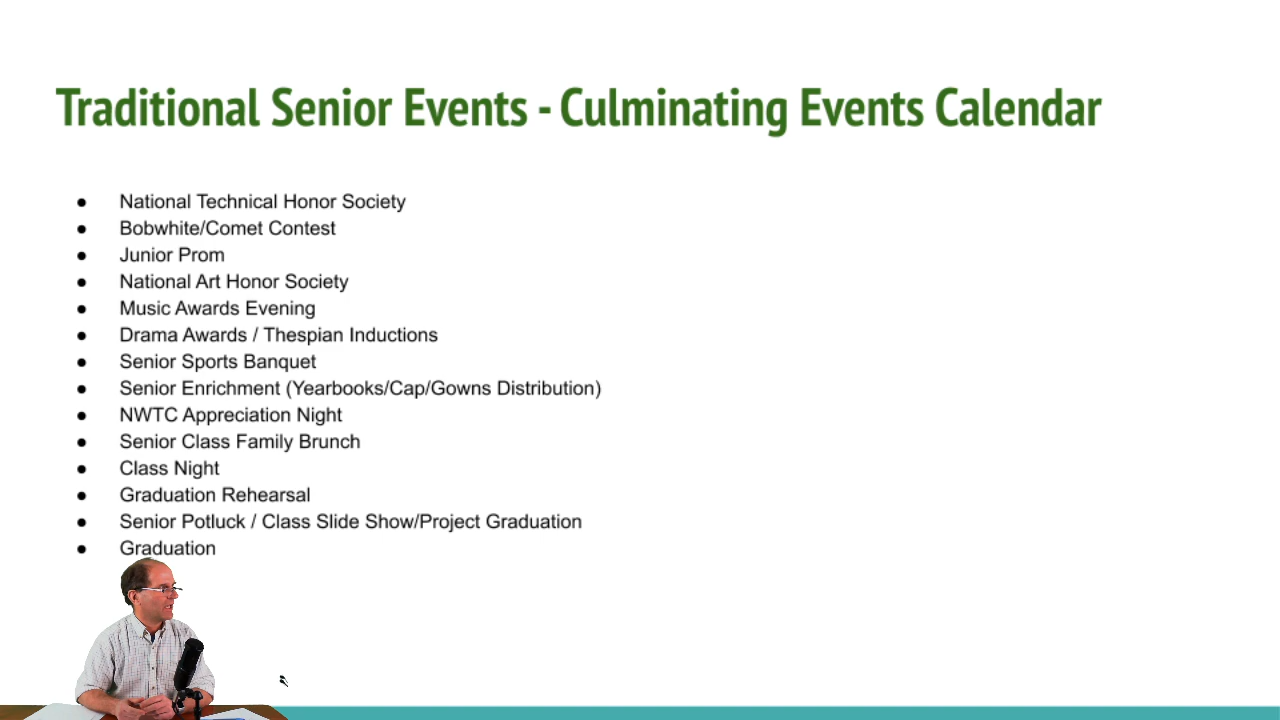 Traditional Senior Events - Culminating Events Calendar
● National Technical Honor Society
● Bobwhite/Comet Contest
● Junior Prom
● National Art Honor Society
● Music Awards Evening
● Drama Awards / Thespian Inductions
● Senior Sports Banquet
● Senior Enrichment (Yearbooks/Cap/Gowns Distribution)
● NWTC Appreciation Night
● Senior Class Family Brunch
● Class Night
● Graduation Rehearsal
● Senior Potluck / Class Slide Show/Project Graduation
● Graduation